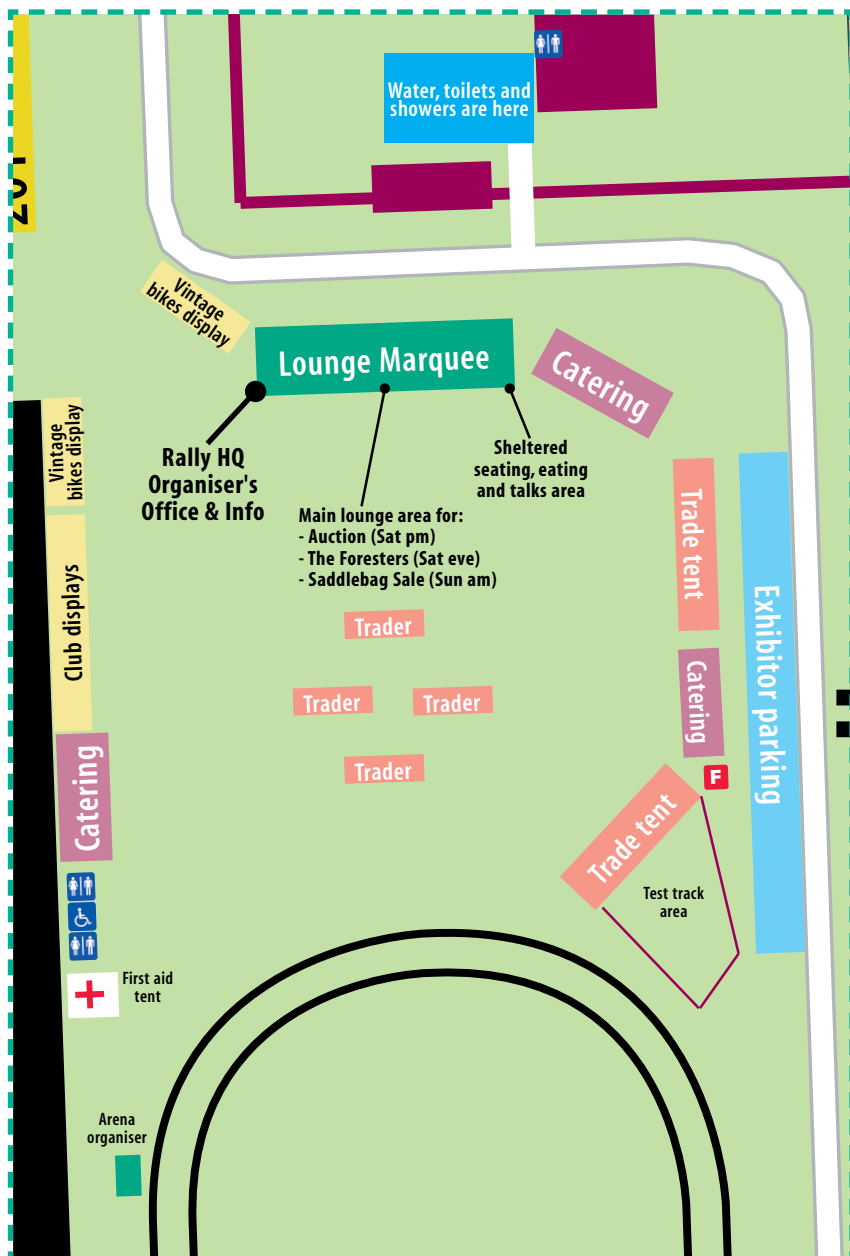 Water, toilets and
showers are here
201
Vintage
bikes display
Lounge Marquee
Catering
Rally HQ
Organiser's
Office & Info
Sheltered
seating, eating
and talks area
Main lounge area for:
- Auction (Sat pm)
- The Foresters (Sat eve)
- Saddlebag Sale (Sun am)
Vintage
bikes display
Club displays
Trade tent
Exhibitor parking
Trader
Trader
Trader
Trader
Catering
Catering
F
Trade tent
Test track
area
First aid
tent
Arena
organiser